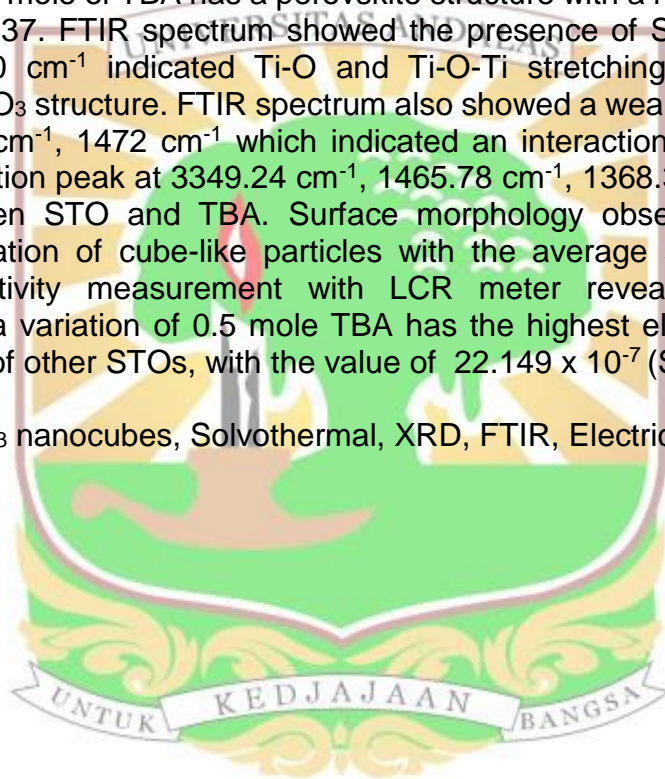 mole of TBA has a perovskite structure with a
37. FTIR spectrum showed the presence of S
0 cm-1 indicated Ti-O and Ti-O-Ti stretching
O3 structure. FTIR spectrum also showed a wea
cm-1, 1472 cm-1 which indicated an interaction
tion peak at 3349.24 cm-1, 1465.78 cm-1, 1368.3
en STO and TBA. Surface morphology obse
ation of cube-like particles with the average
tivity measurement with LCR meter revea
a variation of 0.5 mole TBA has the highest el
of other STOs, with the value of 22.149 x 10-7 (S
3 nanocubes, Solvothermal, XRD, FTIR, Electric
UNIVERSITAS ANDALAS
UNTUK KEDJAJAAN BANGSA